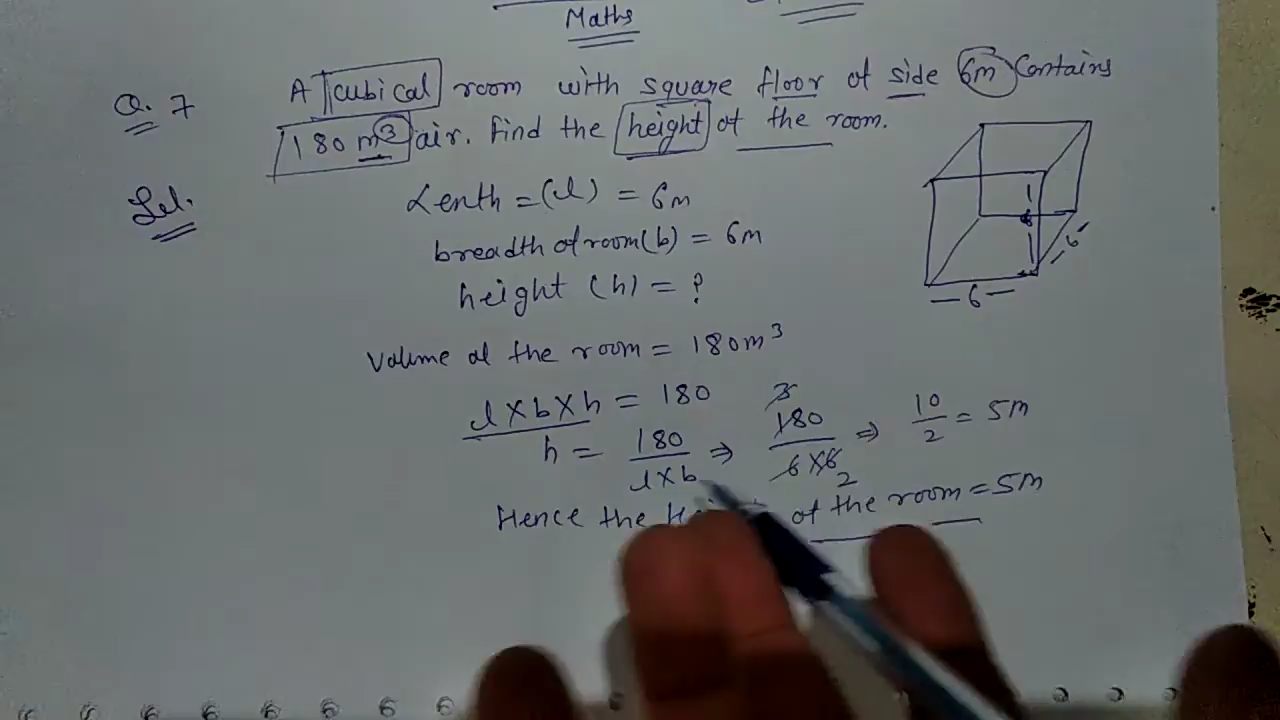 Maths
Q. 7 A cubical room with square floor of side 6m Contains
180 m³ air. Find the height of the room.
Sol.
Lenth = (l) = 6m
breadth of room (b) = 6m
height (h) = ?
6
6
Volume of the room = 180m³
l X b X h = 180
h = 180/l X b ⇒ 180/6 X 6 ⇒ 10/2 = 5m
Hence the of the room = 5m